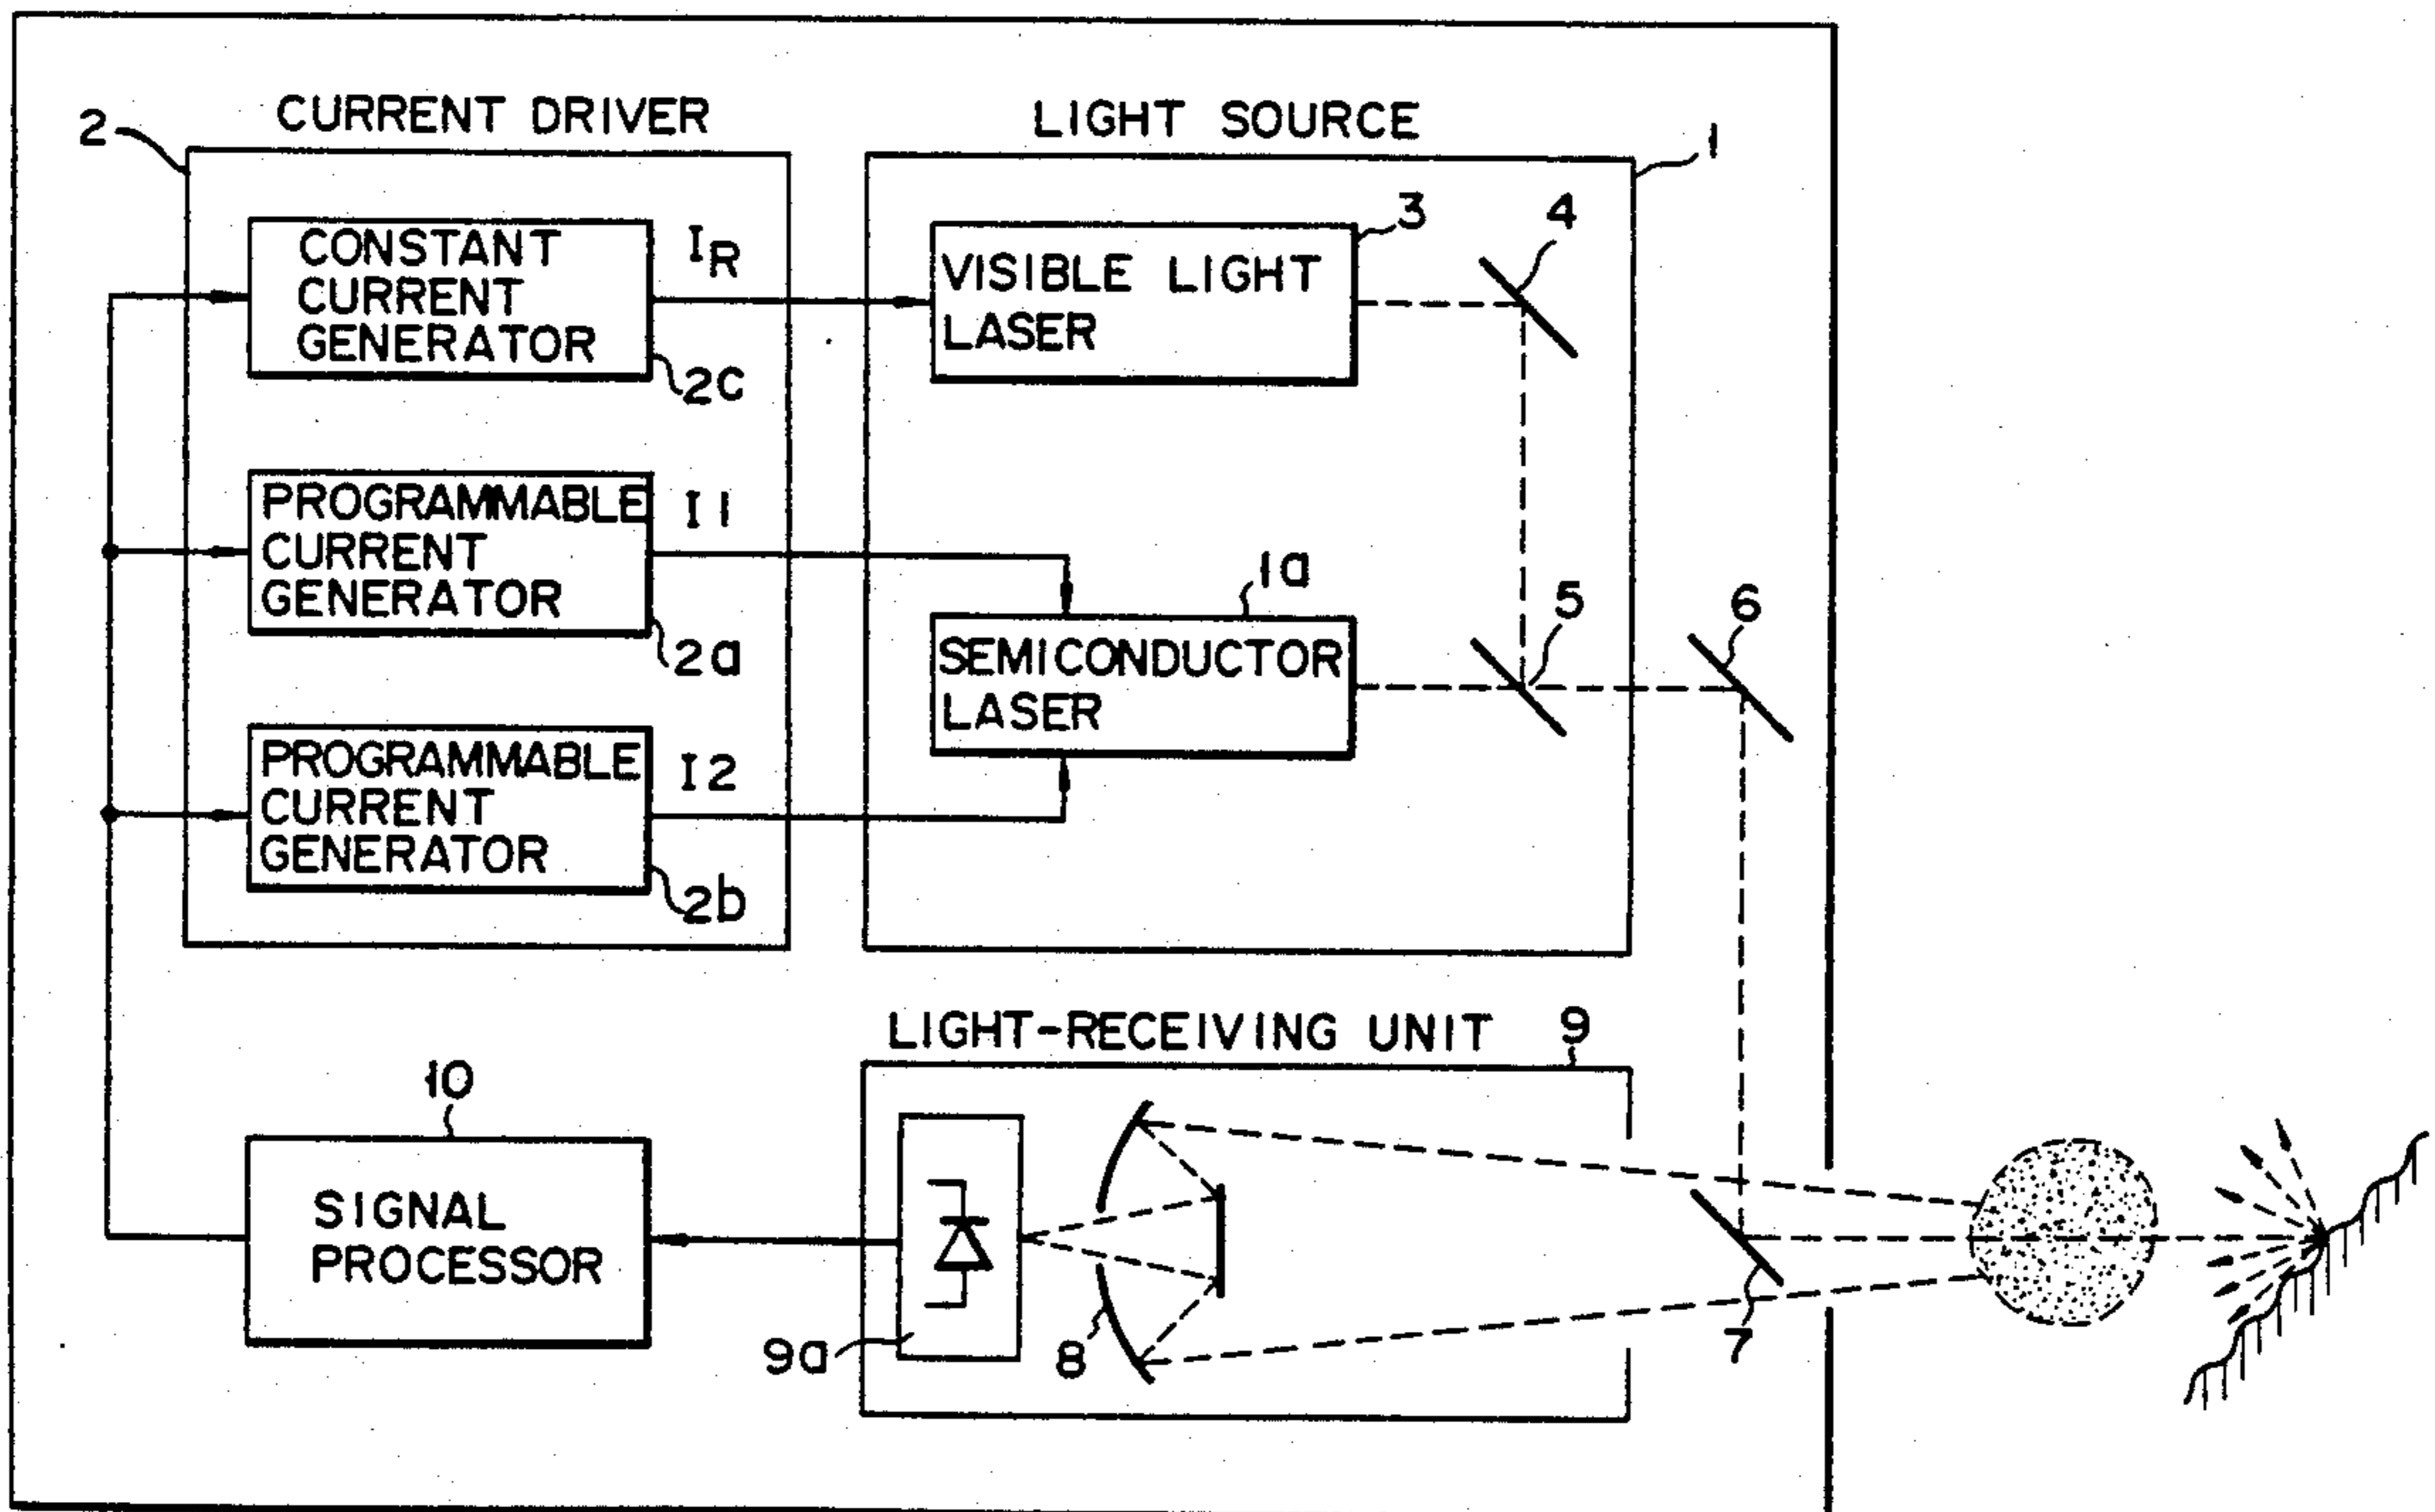 CURRENT DRIVER
LIGHT SOURCE
2
1
CONSTANT
CURRENT
GENERATOR
IR
2c
VISIBLE LIGHT
LASER
3
4
PROGRAMMABLE
CURRENT
GENERATOR
I1
2a
1a
SEMICONDUCTOR
LASER
5
6
PROGRAMMABLE
CURRENT
GENERATOR
I2
2b
LIGHT-RECEIVING UNIT
9
10
SIGNAL
PROCESSOR
9a
8
7